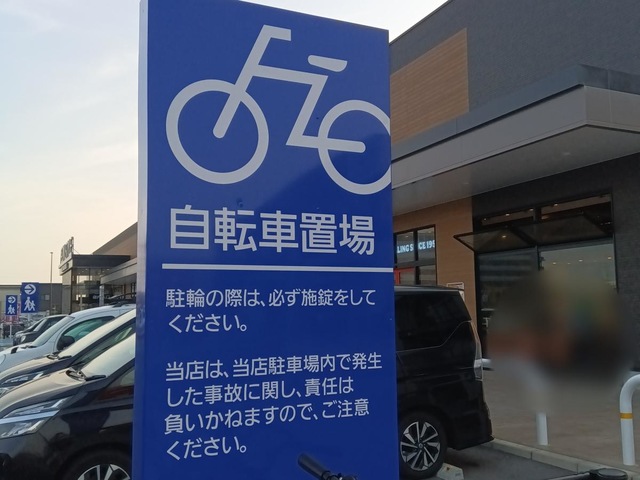 自転車置場
駐輪の際は、必ず施錠をして
ください。
当店は、当店駐車場内で発生
した事故に関し、責任は
負いかねますので、ご注意
ください。
LING SINCE 199